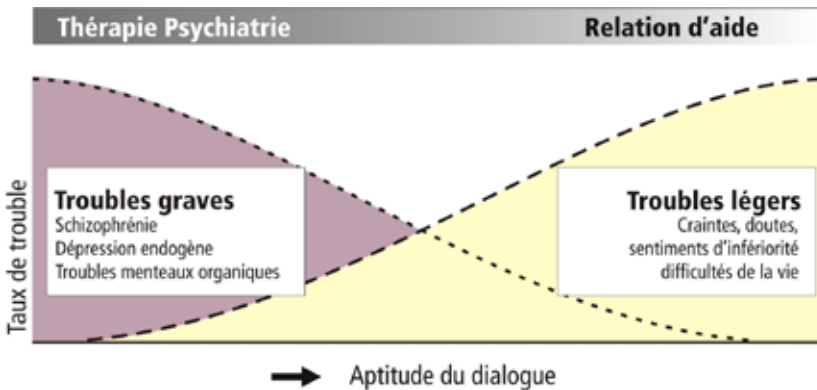 Thérapie Psychiatrie
Relation d'aide
Taux de trouble
Troubles graves
Schizophrénie
Dépression endogène
Troubles menteaux organiques
Troubles légers
Craintes, doutes,
sentiments d'infériorité
difficultés de la vie
Aptitude du dialogue